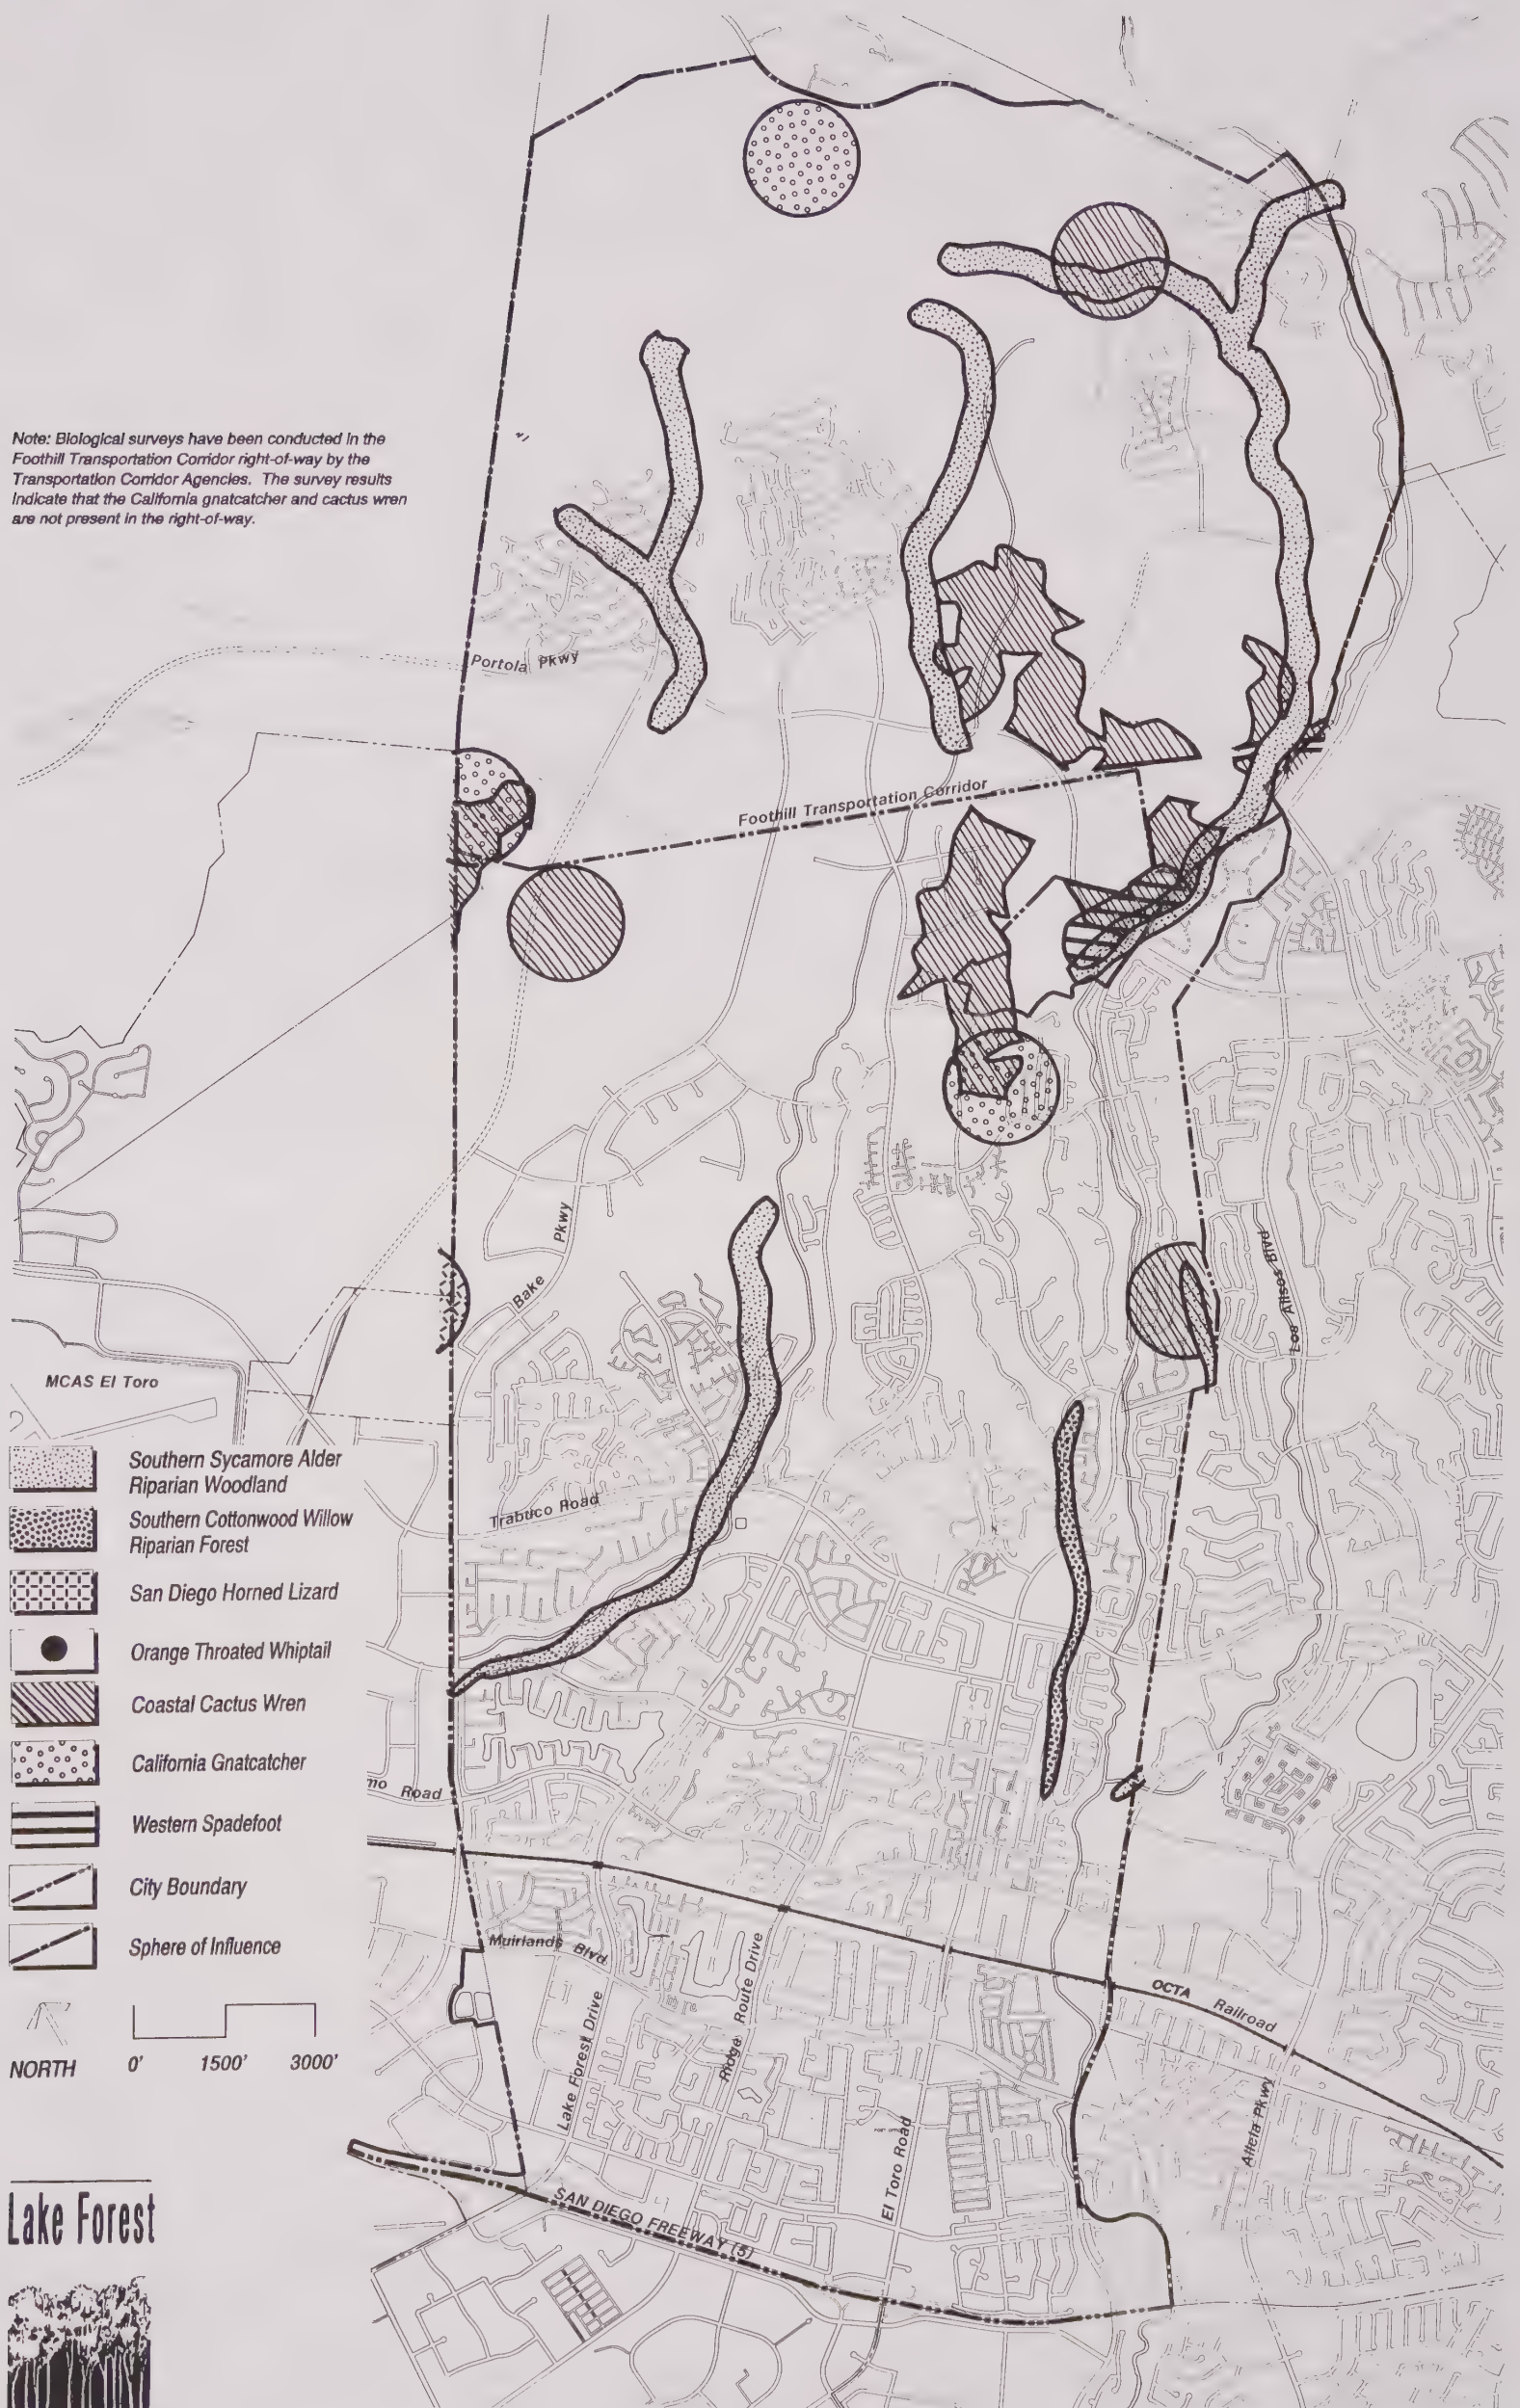 Note: Biological surveys have been conducted in the
Foothill Transportation Corridor right-of-way by the
Transportation Corridor Agencies. The survey results
indicate that the California gnatcatcher and cactus wren
are not present in the right-of-way.
Portola Pkwy
Foothill Transportation Corridor
Bake Pkwy
Los Alisos Blvd
MCAS El Toro
Southern Sycamore Alder
Riparian Woodland
Trabuco Road
Southern Cottonwood Willow
Riparian Forest
San Diego Horned Lizard
Orange Throated Whiptail
Coastal Cactus Wren
California Gnatcatcher
mo Road
Western Spadefoot
City Boundary
Sphere of Influence
Muirlands Blvd
OCTA Railroad
Lake Forest Drive
Ridge Route Drive
El Toro Road
Alicia Pkwy
NORTH
0' 1500' 3000'
SAN DIEGO FREEWAY (5)
Lake Forest